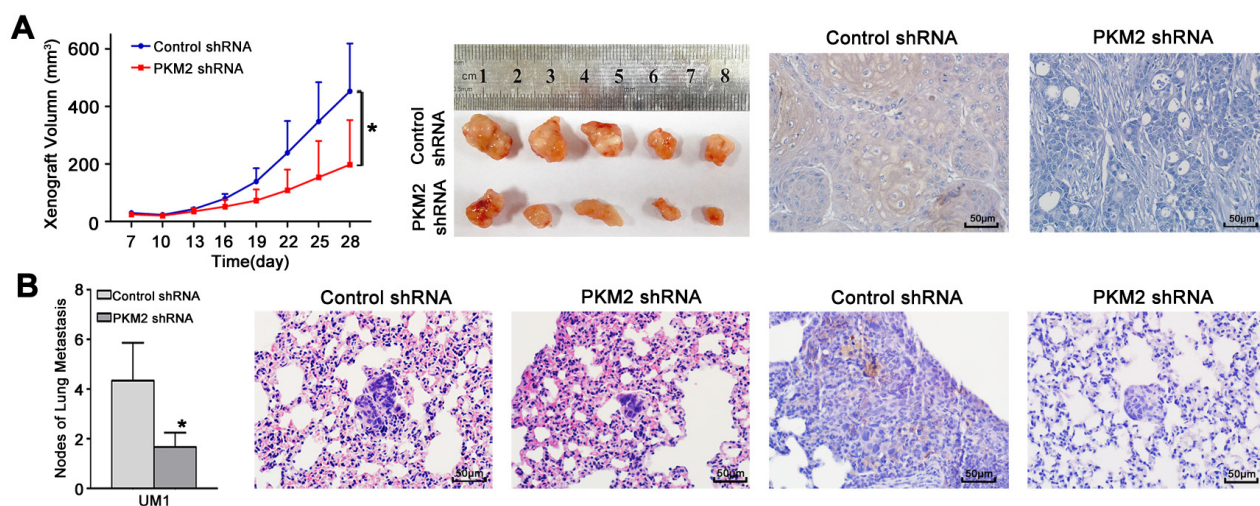 A
Xenograft Volumn (mm³)
600
400
200
0
Control shRNA
PKM2 shRNA
*
7 10 13 16 19 22 25 28
Time(day)
cm 1 2 3 4 5 6 7 8
Control
shRNA
PKM2
shRNA
Control shRNA
50μm
PKM2 shRNA
50μm
B
Nodes of Lung Metastasis
8
6
4
2
0
Control shRNA
PKM2 shRNA
*
UM1
Control shRNA
50μm
PKM2 shRNA
50μm
Control shRNA
50μm
PKM2 shRNA
50μm